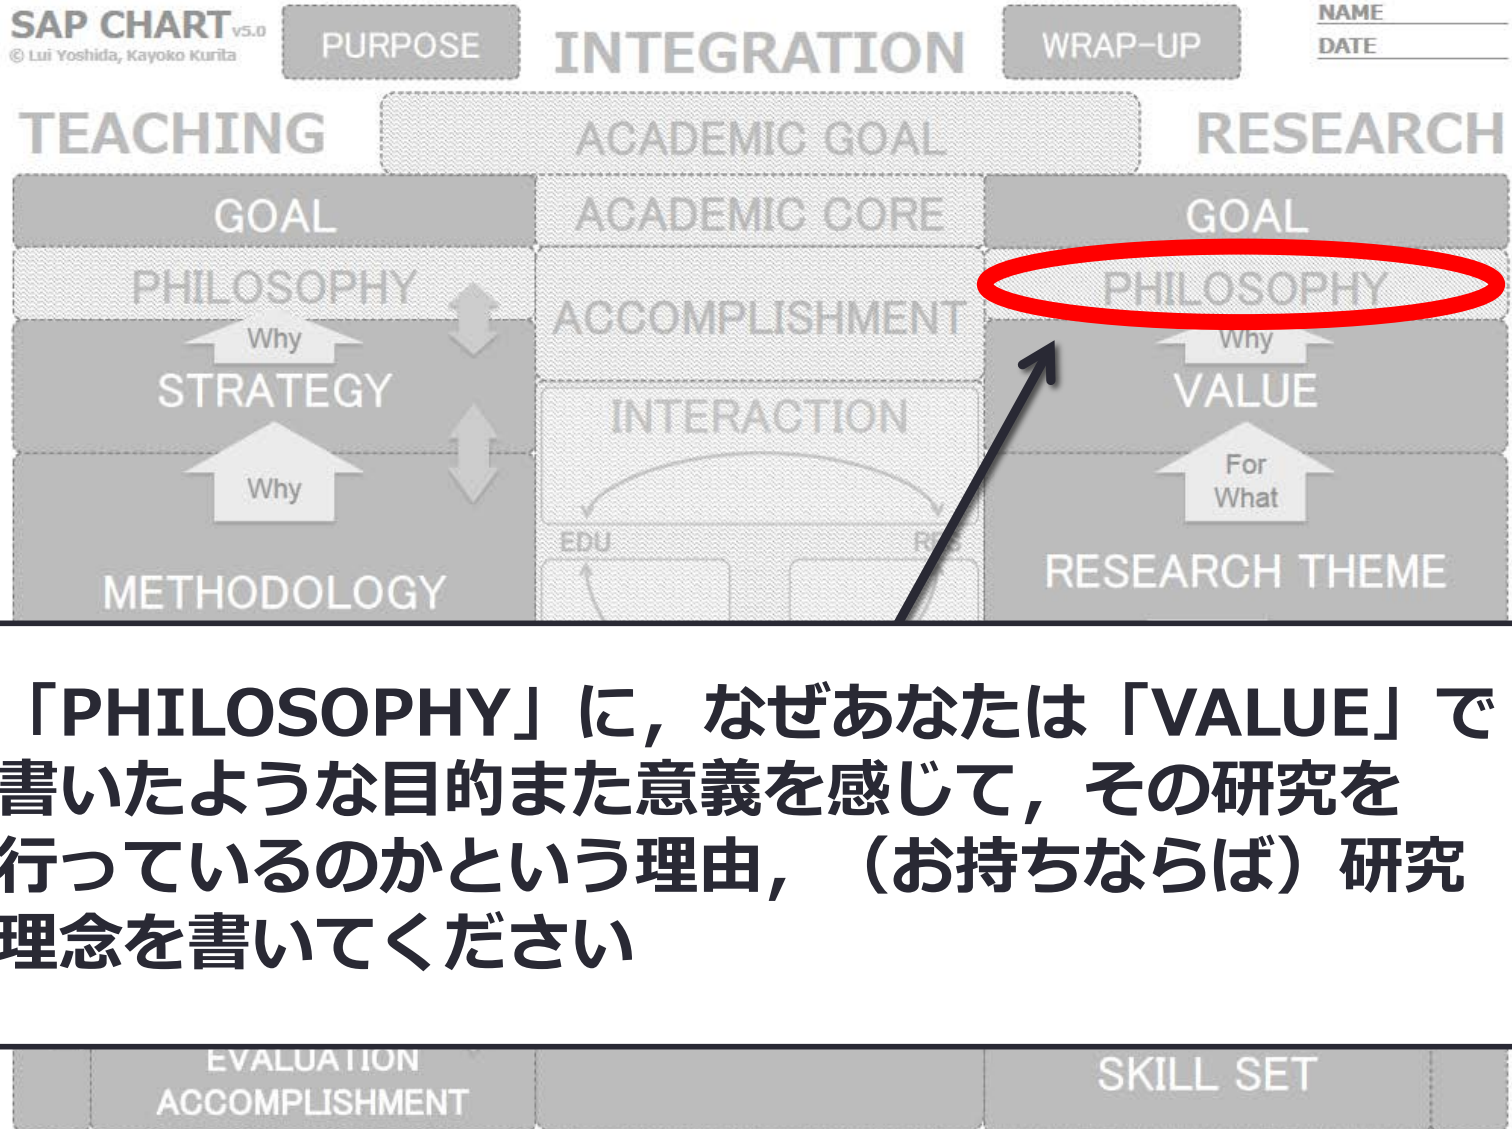 SAP CHART v5.0
© Lui Yoshida, Kayoko Kurita
PURPOSE
INTEGRATION
WRAP-UP
NAME
DATE
TEACHING
ACADEMIC GOAL
RESEARCH
GOAL
ACADEMIC CORE
GOAL
PHILOSOPHY
ACCOMPLISHMENT
PHILOSOPHY
Why
Why
STRATEGY
INTERACTION
VALUE
Why
For
What
EDU
RES
METHODOLOGY
RESEARCH THEME
「PHILOSOPHY」に，なぜあなたは「VALUE」で
書いたような目的また意義を感じて，その研究を
行っているのかという理由，（お持ちならば）研究
理念を書いてください
EVALUATION
ACCOMPLISHMENT
SKILL SET